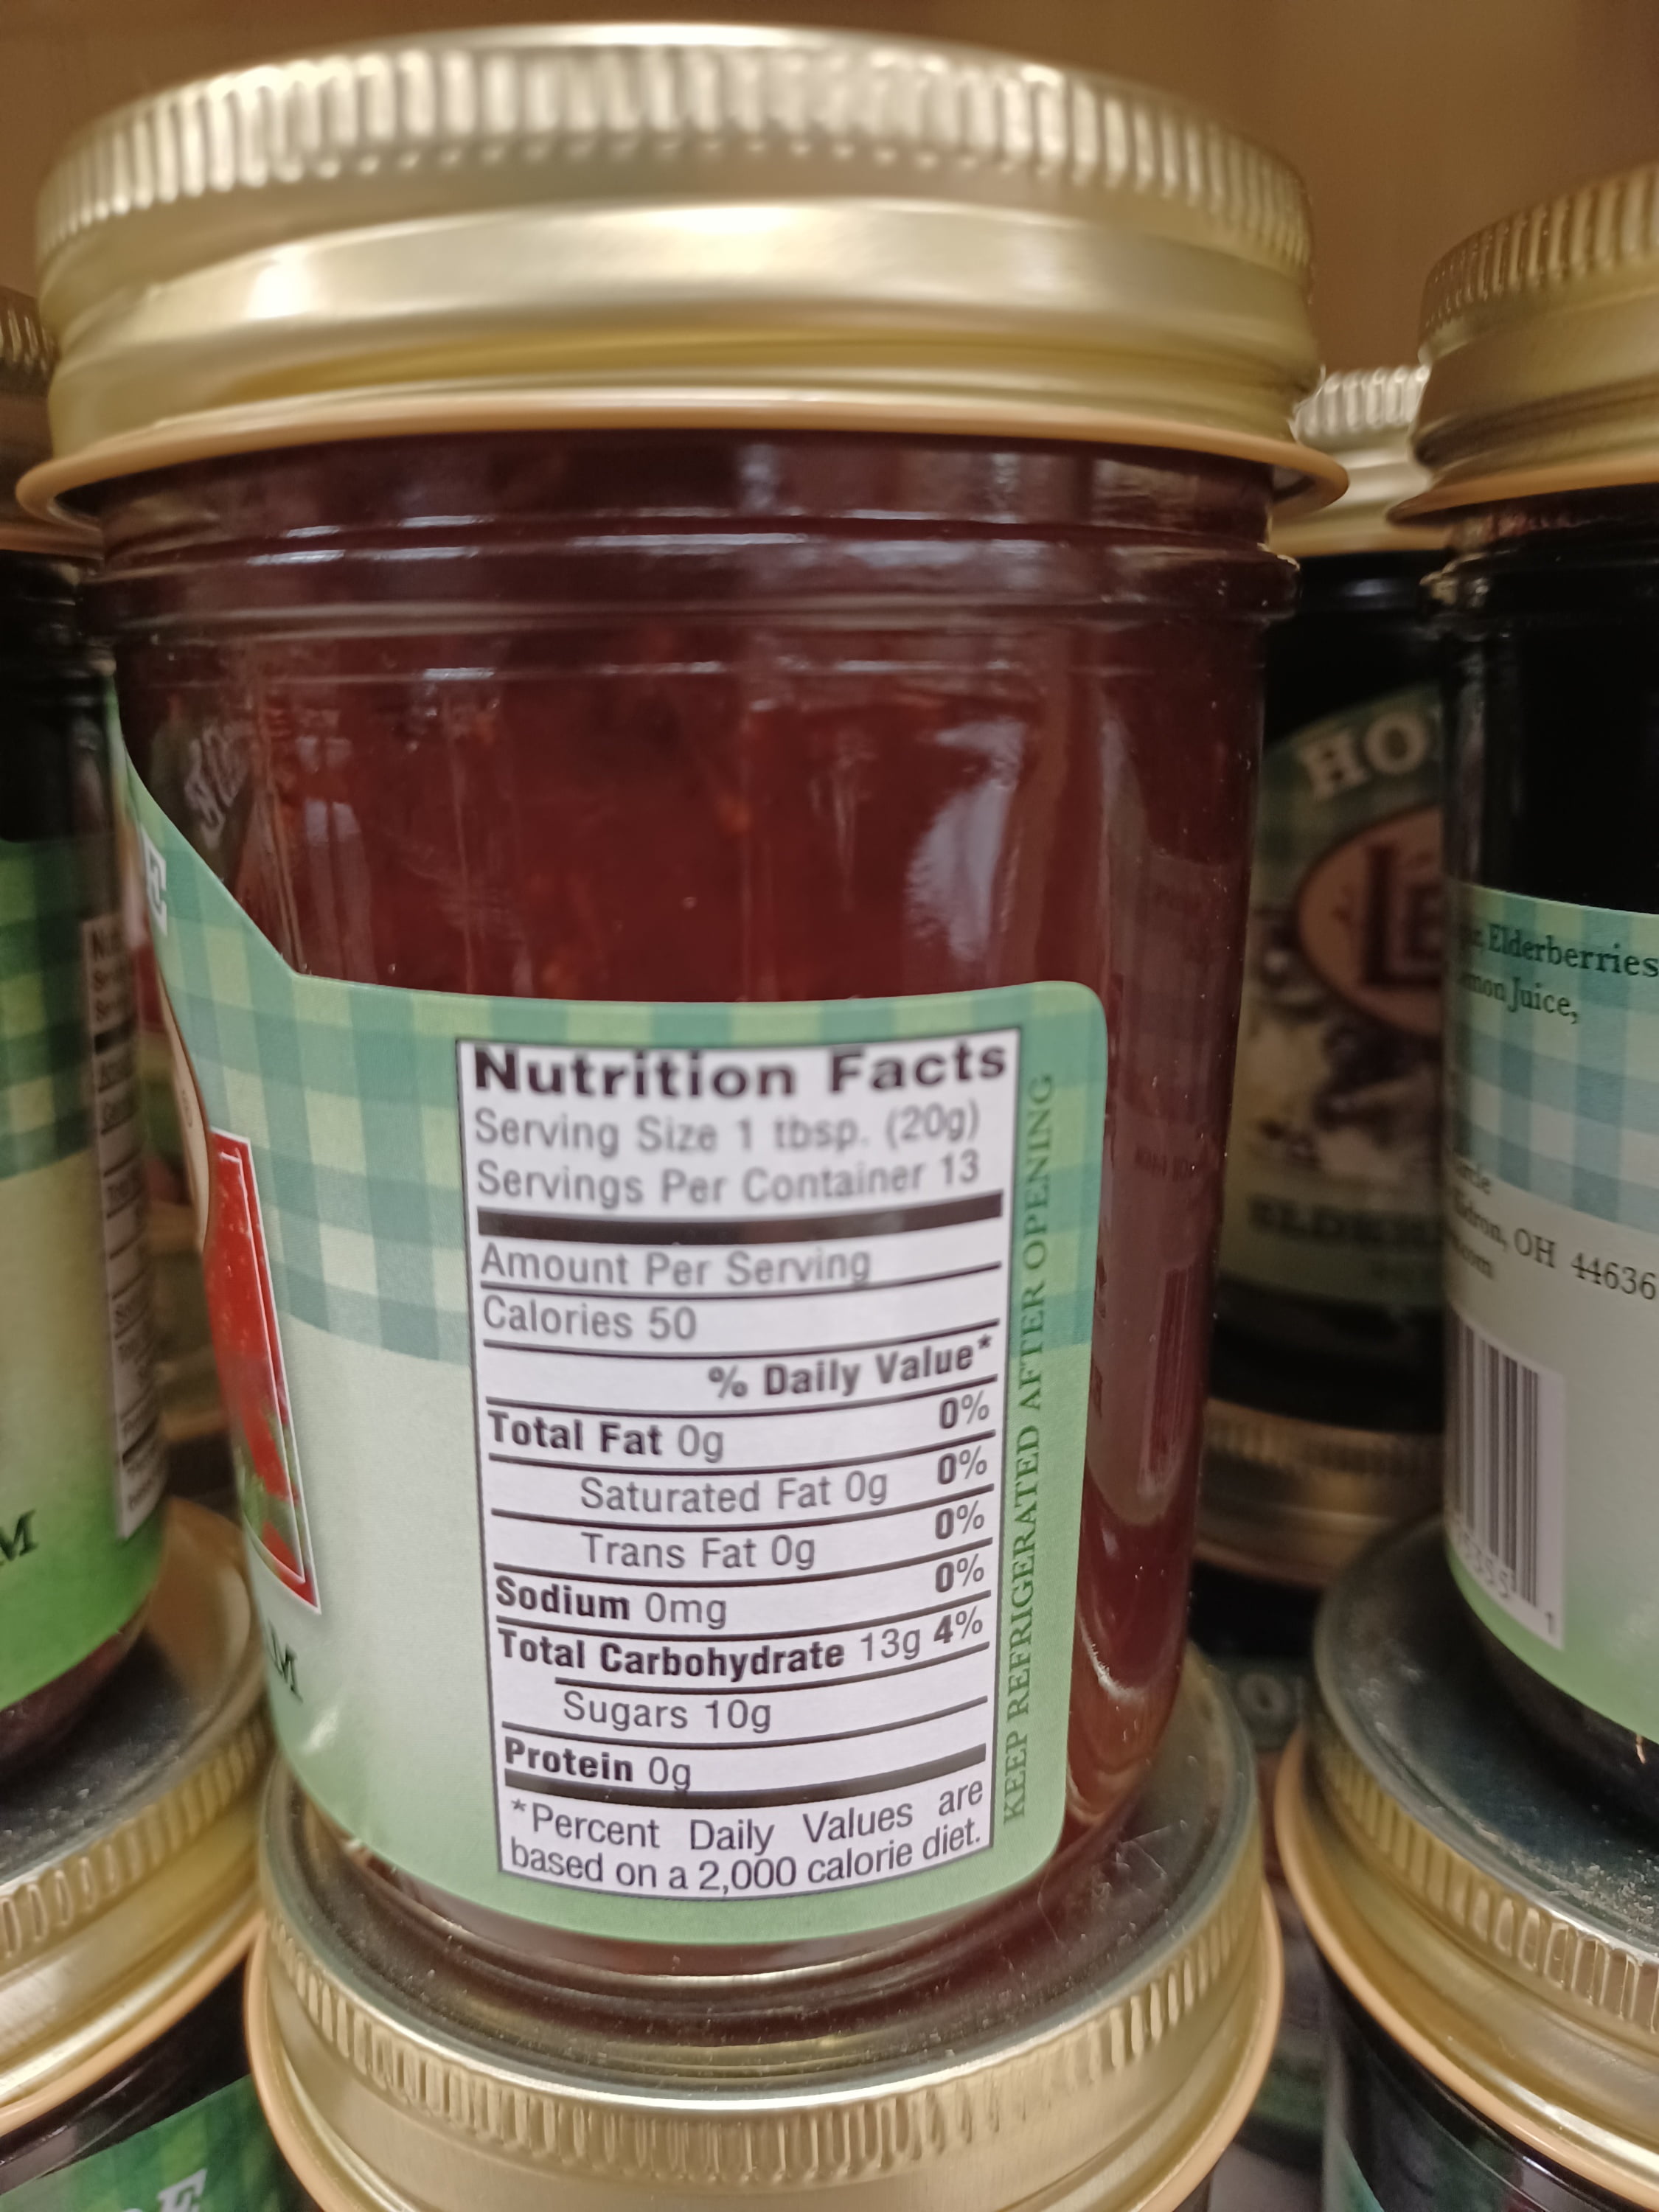 Nutrition Facts
Serving Size 1 tbsp. (20g)
Servings Per Container 13
Amount Per Serving
Calories 50
% Daily Value*
Total Fat 0g 0%
Saturated Fat 0g 0%
Trans Fat 0g 0%
Sodium 0mg 0%
Total Carbohydrate 13g 4%
Sugars 10g
Protein 0g
*Percent Daily Values are
based on a 2,000 calorie diet.
KEEP REFRIGERATED AFTER OPENING
HO
LE
Elderberries
Juice,
OH 44636